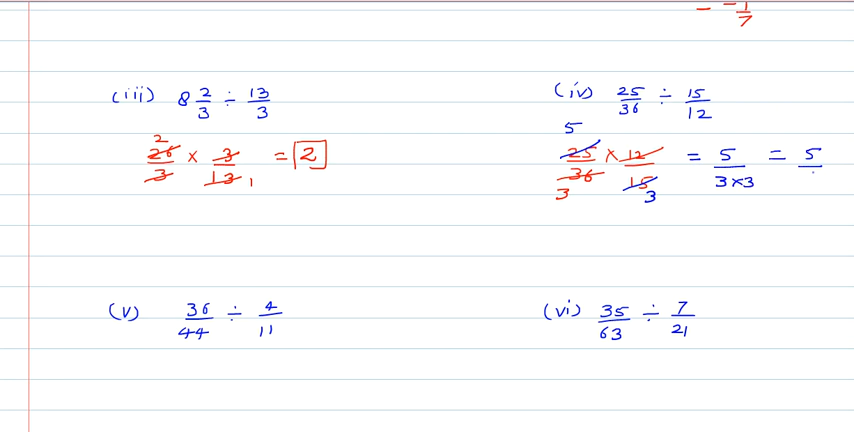 - -1/7
(iii) 8 2/3 ÷ 13/3
(iv) 25/36 ÷ 15/12
2 5
26/3 × 3/13 1 = 2
25/36 × 12/15 = 5/3×3 = 5/
3 3
(v) 36/44 ÷ 4/11
(vi) 35/63 ÷ 7/21